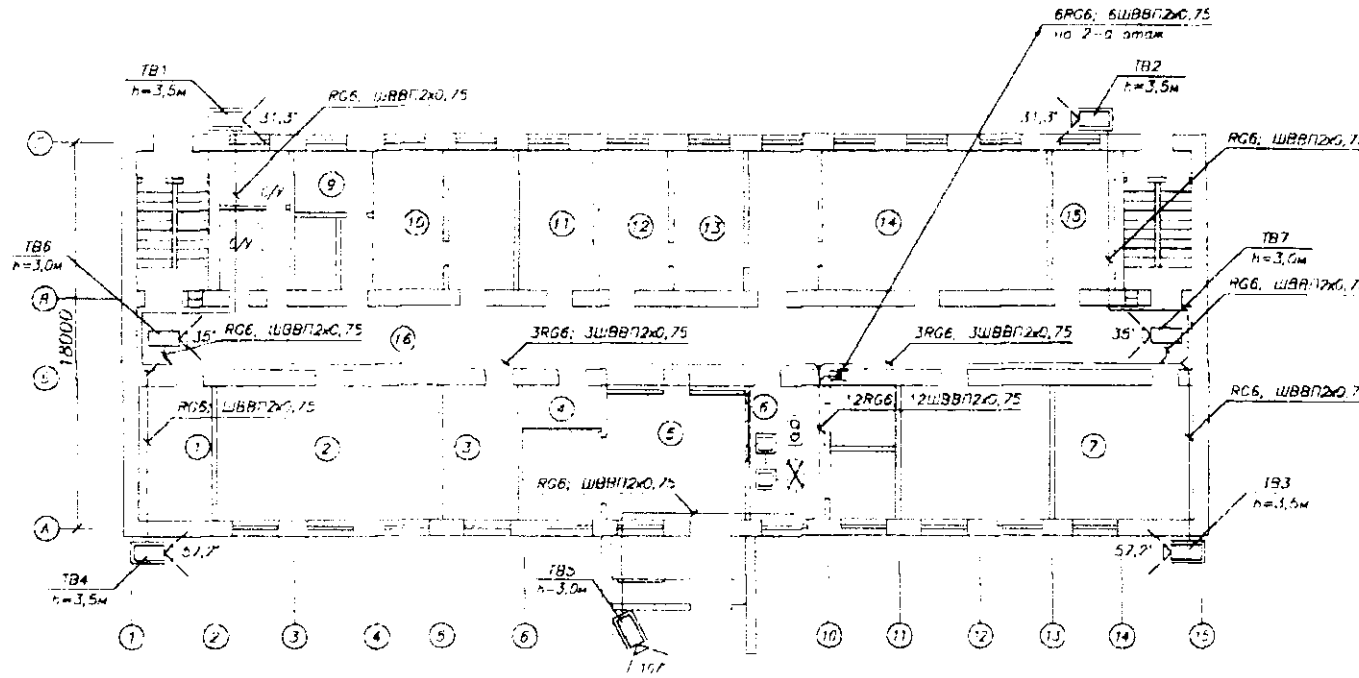 6RG6; 6ШВВП2х0,75
на 2-й этаж
ТВ1
h=3,5м
RG6, ШВВП2х0,75
ТВ2
h=3,5м
31,3°
31,3°
RG6, ШВВП2х0,7
С/У
9
10
11
12
13
14
15
С/У
ТВ6
h=3,0м
ТВ7
h=3,0м
В
18000
35°
RG6, ШВВП2х0,75
16
3RG6; 3ШВВП2х0,75
3RG6, 3ШВВП2х0,75
35°
RG6, ШВВП2х0,7
Б
RG6; ШВВП2х0,75
4
6
12RG6, 12ШВВП2х0,75
RG6, ШВВП2х0,7
1
2
3
5
7
RG6; ШВВП2х0,75
А
57,2°
ТВ4
h=3,5м
ТВ5
h=3,0м
57,2°
ТВ3
h=3,5м
1
2
3
4
5
6
10
11
12
13
14
15